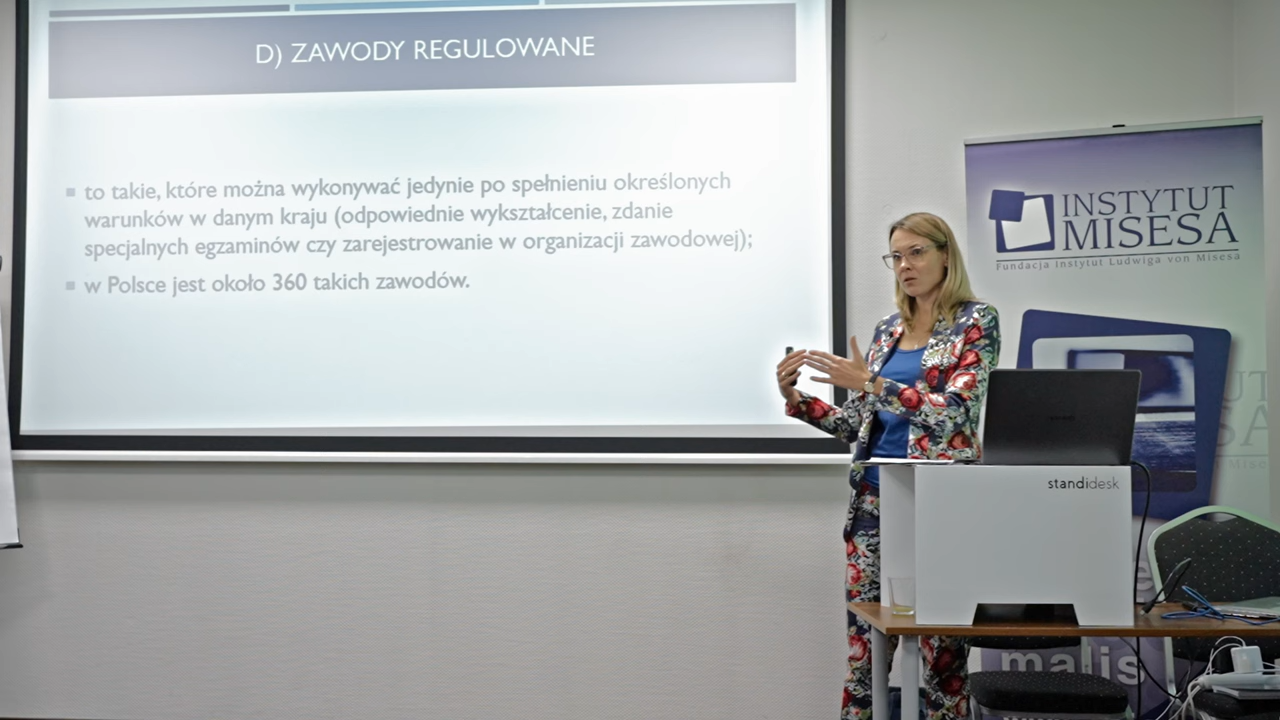 D) ZAWODY REGULOWANE
to takie, które można wykonywać jedynie po spełnieniu określonych
warunków w danym kraju (odpowiednie wykształcenie, zdanie
specjalnych egzaminów czy zarejestrowanie w organizacji zawodowej);
w Polsce jest około 360 takich zawodów.
INSTYTUT
MISESA
Fundacja Instytut Ludwiga von Misesa
standidesk
malis